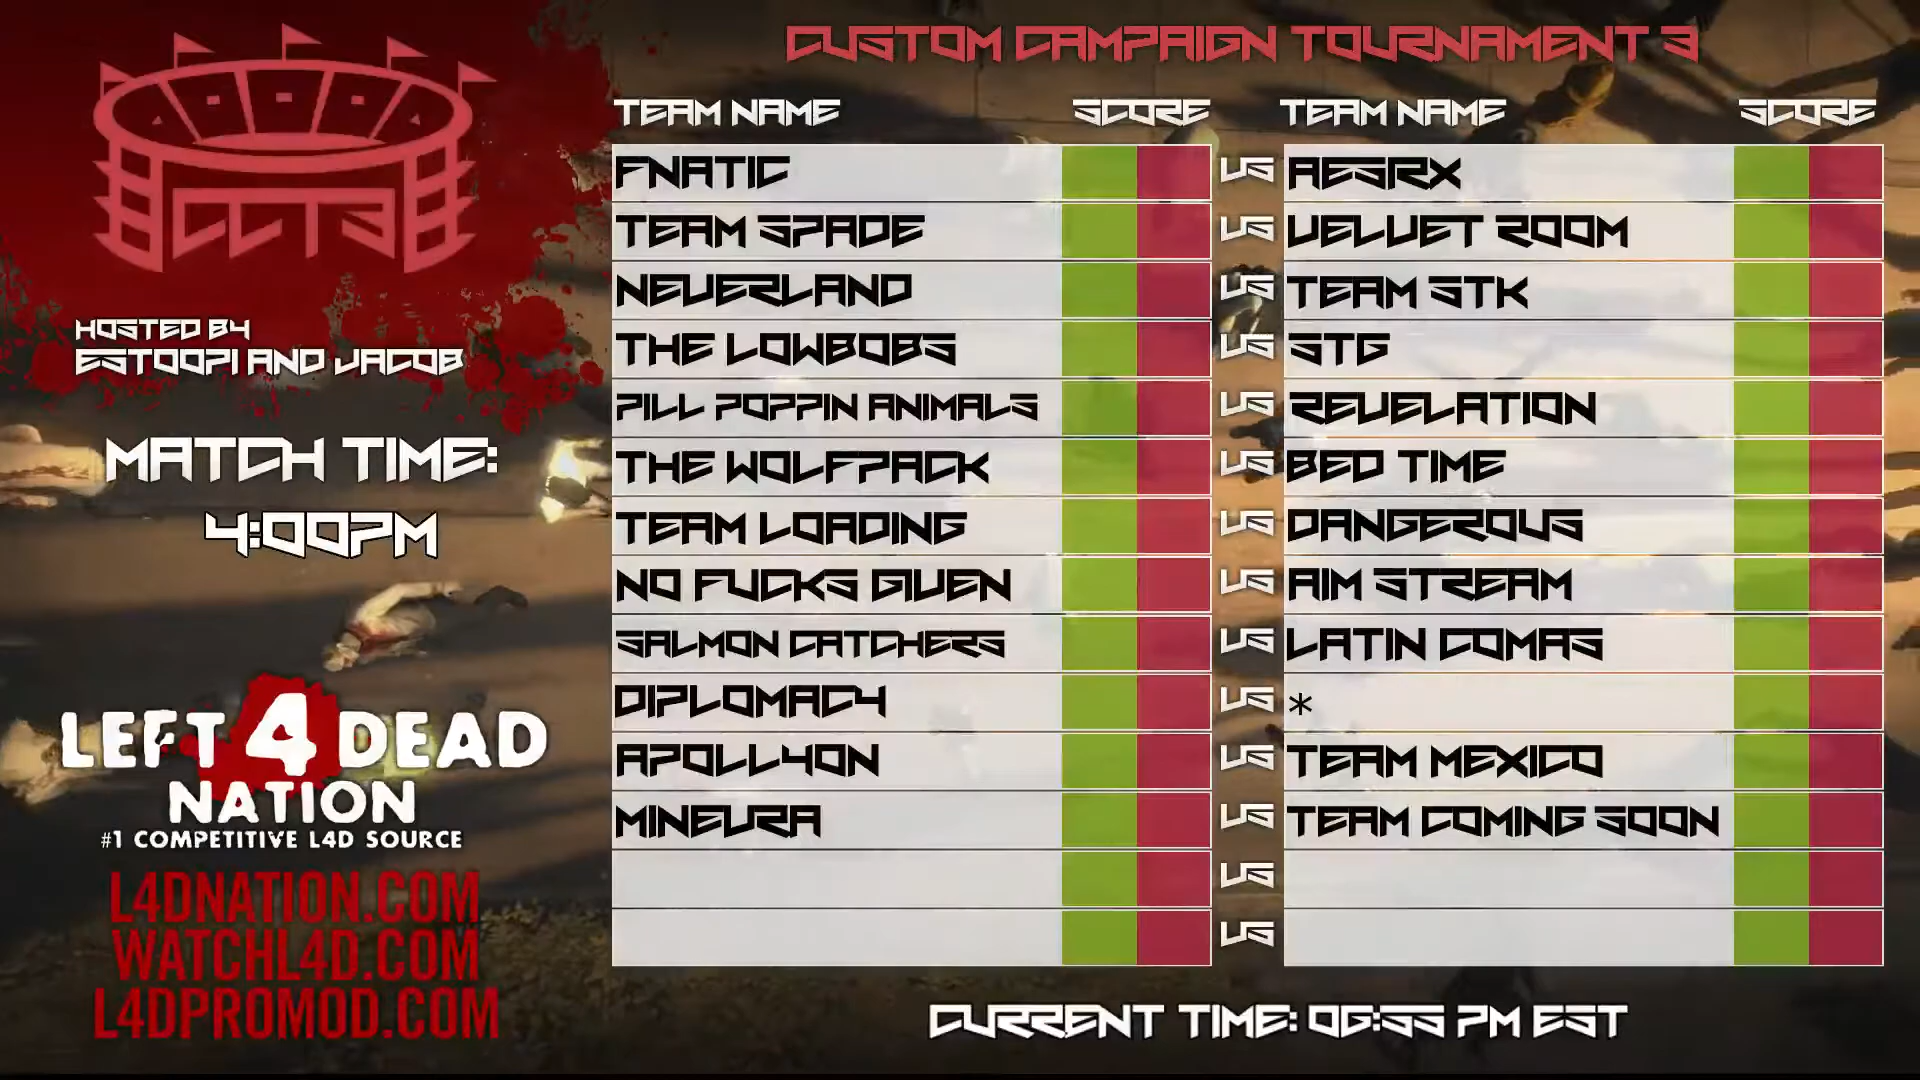 CUSTOM CAMPAIGN TOURNAMENT 3
CCT3
HOSTED BY
ESTOOPI AND JACOB
MATCH TIME:
4:00PM
LEFT 4 DEAD
NATION
#1 COMPETITIVE L4D SOURCE
L4DNATION.COM
WATCHL4D.COM
L4DPROMOD.COM
TEAM NAME SCORE TEAM NAME SCORE
FNATIC VS AESRX
TEAM SPADE VS VELVET ROOM
NEVERLAND VS TEAM STK
THE LOWBOBS VS STG
PILL POPPIN ANIMALS VS REVELATION
THE WOLFPACK VS BED TIME
TEAM LOADING VS DANGEROUS
NO FUCKS GIVEN VS AIM STREAM
SALMON CATCHERS VS LATIN COMAS
DIPLOMACY VS *
APOLLYON VS TEAM MEXICO
MINEVRA VS TEAM COMING SOON
VS
VS
CURRENT TIME: 06:55 PM EST